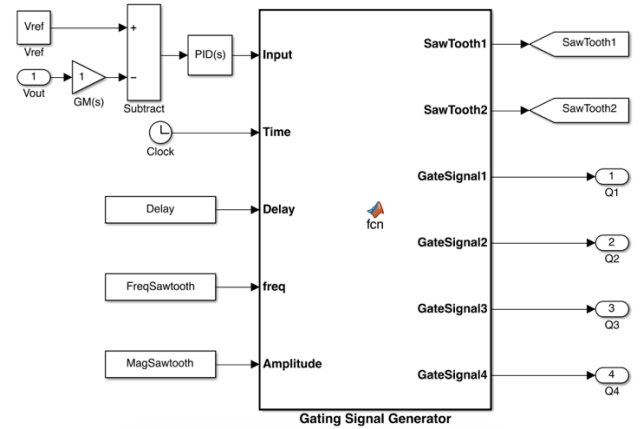 Vref
Vref
+
−
1
Vout
1
GM(s)
Subtract
PID(s)
Clock
Delay
FreqSawtooth
MagSawtooth
Input
Time
Delay
freq
Amplitude
fcn
SawTooth1
SawTooth2
GateSignal1
GateSignal2
GateSignal3
GateSignal4
SawTooth1
SawTooth2
1
Q1
2
Q2
3
Q3
4
Q4
Gating Signal Generator